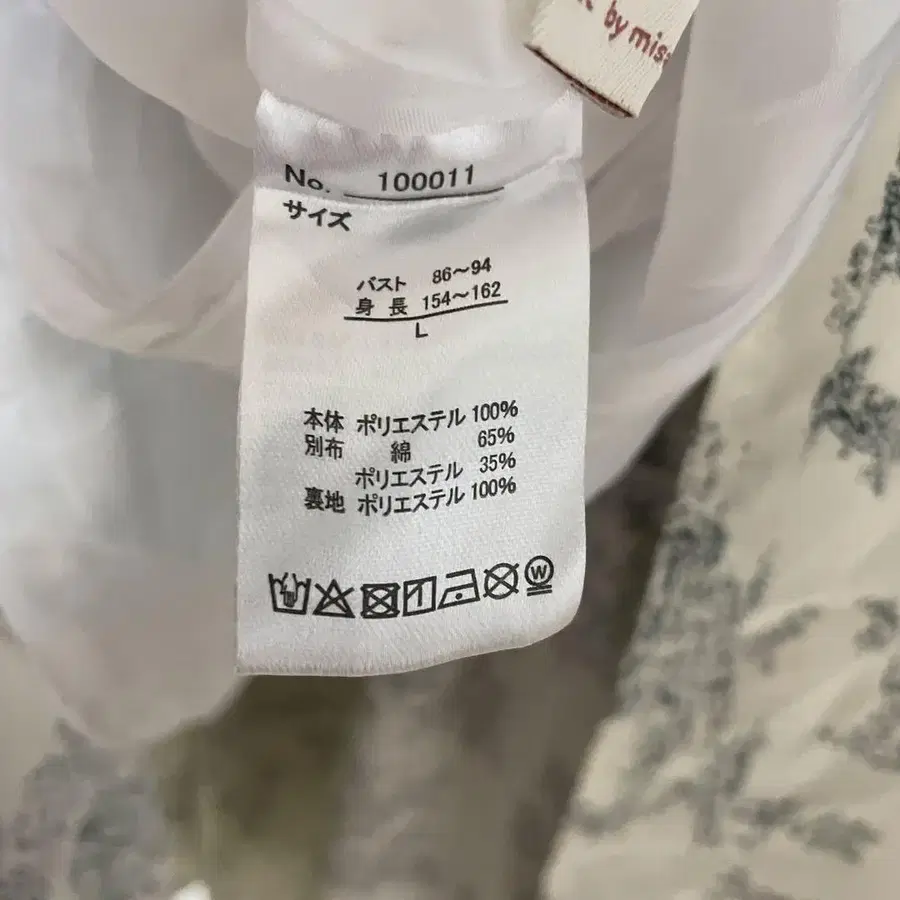 by miss
No. 100011
サイズ
バスト 86〜94
身長 154〜162
L
本体 ポリエステル 100%
別布 綿 65%
ポリエステル 35%
裏地 ポリエステル 100%
W